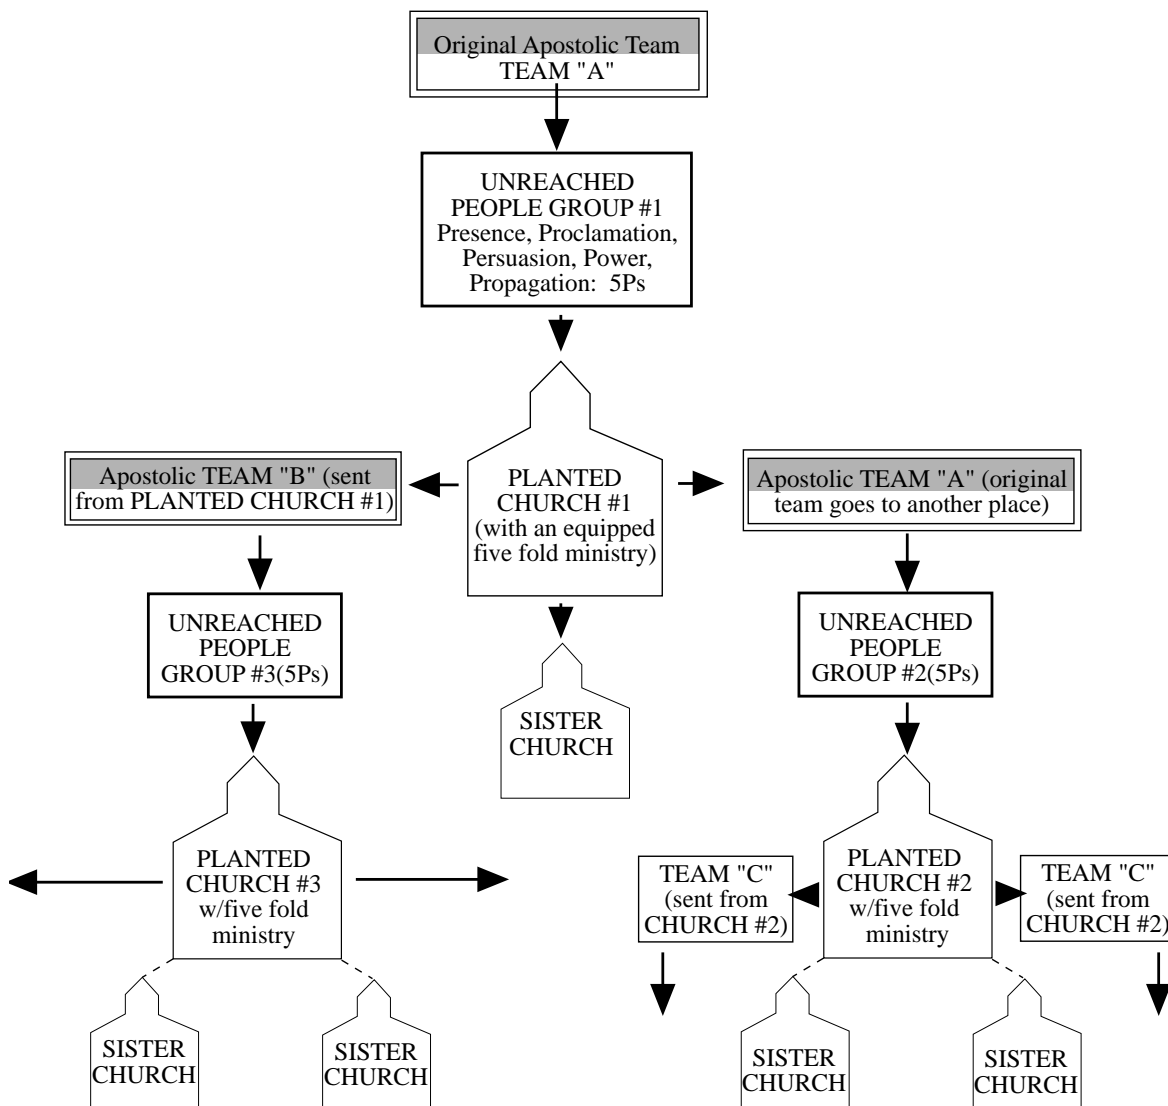 Original Apostolic Team
TEAM "A"
UNREACHED
PEOPLE GROUP #1
Presence, Proclamation,
Persuasion, Power,
Propagation:  5Ps
Apostolic TEAM "B" (sent
from PLANTED CHURCH #1)
PLANTED
CHURCH #1
(with an equipped
five fold ministry)
Apostolic TEAM "A" (original
team goes to another place)
UNREACHED
PEOPLE
GROUP #3(5Ps)
SISTER
CHURCH
UNREACHED
PEOPLE
GROUP #2(5Ps)
PLANTED
CHURCH #3
w/five fold
ministry
TEAM "C"
(sent from
CHURCH #2)
PLANTED
CHURCH #2
w/five fold
ministry
TEAM "C"
(sent from
CHURCH #2)
SISTER
CHURCH
SISTER
CHURCH
SISTER
CHURCH
SISTER
CHURCH